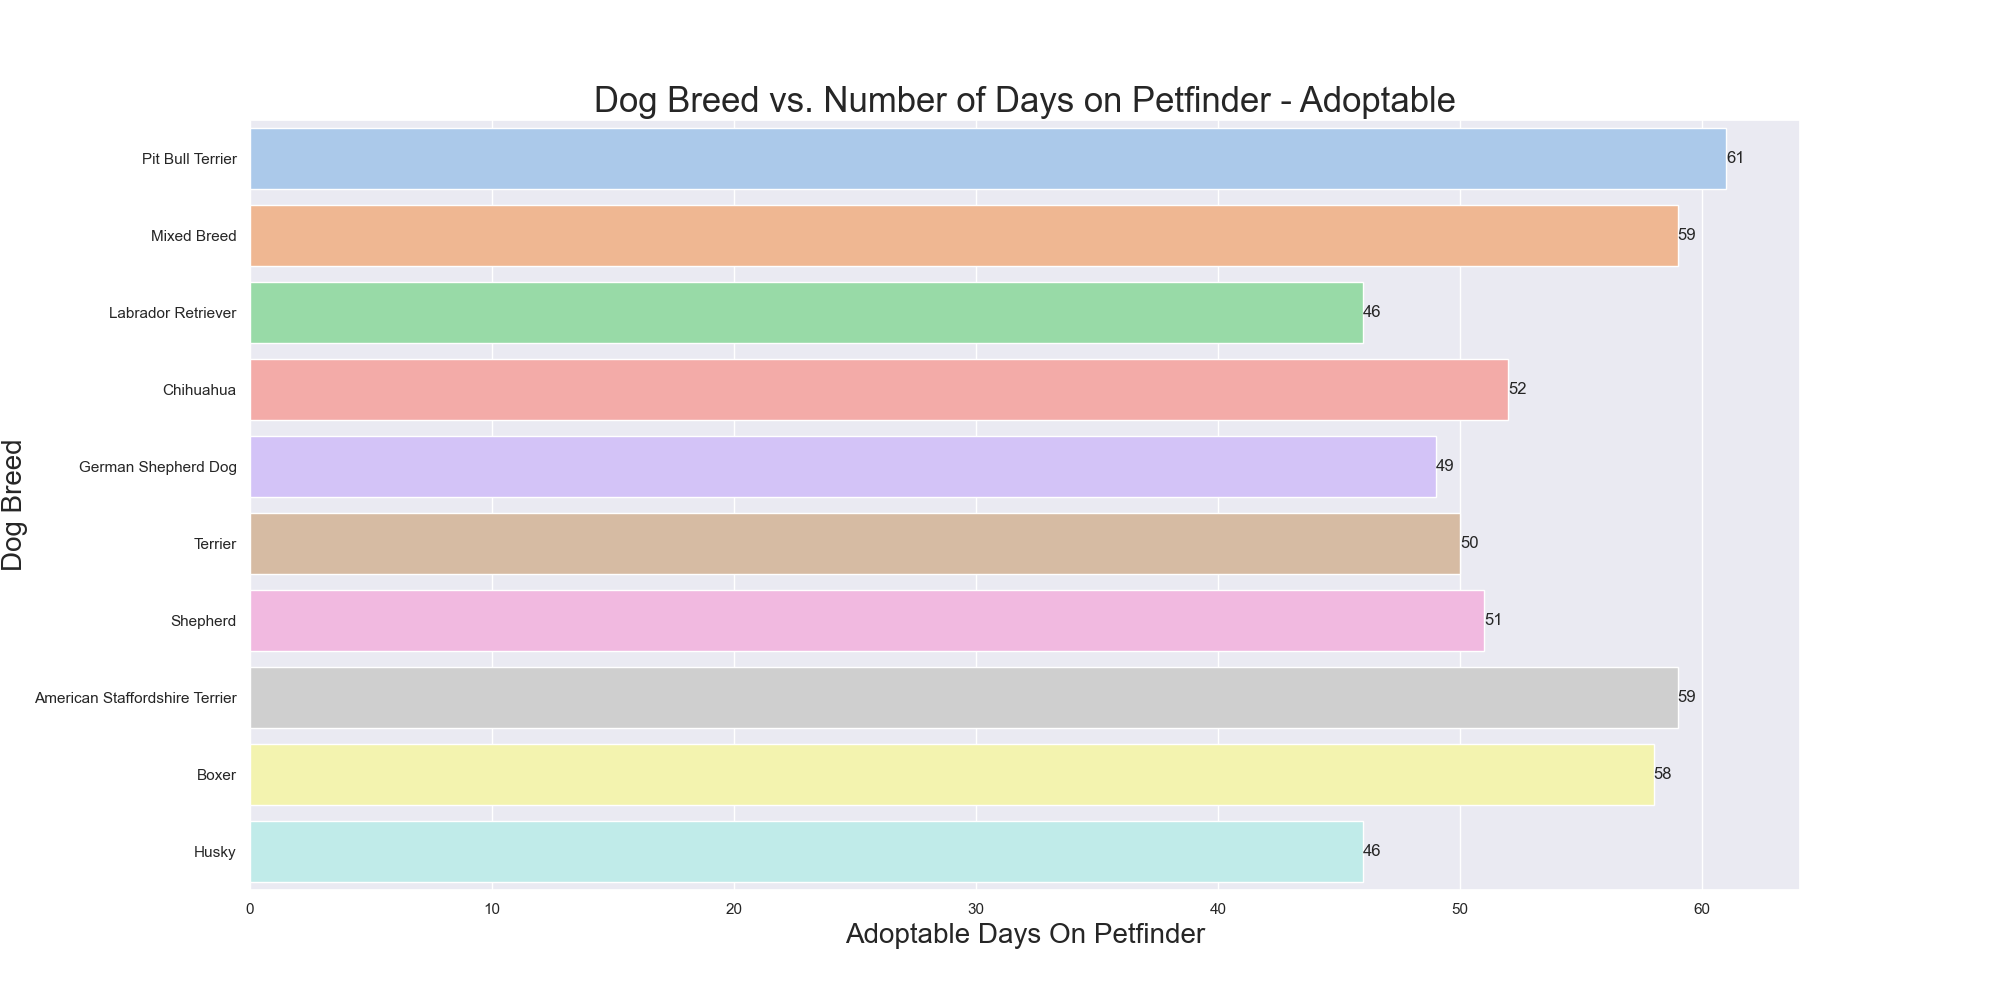 Dog Breed vs. Number of Days on Petfinder - Adoptable
Dog Breed
Pit Bull Terrier 61
Mixed Breed 59
Labrador Retriever 46
Chihuahua 52
German Shepherd Dog 49
Terrier 50
Shepherd 51
American Staffordshire Terrier 59
Boxer 58
Husky 46
0 10 20 30 40 50 60
Adoptable Days On Petfinder